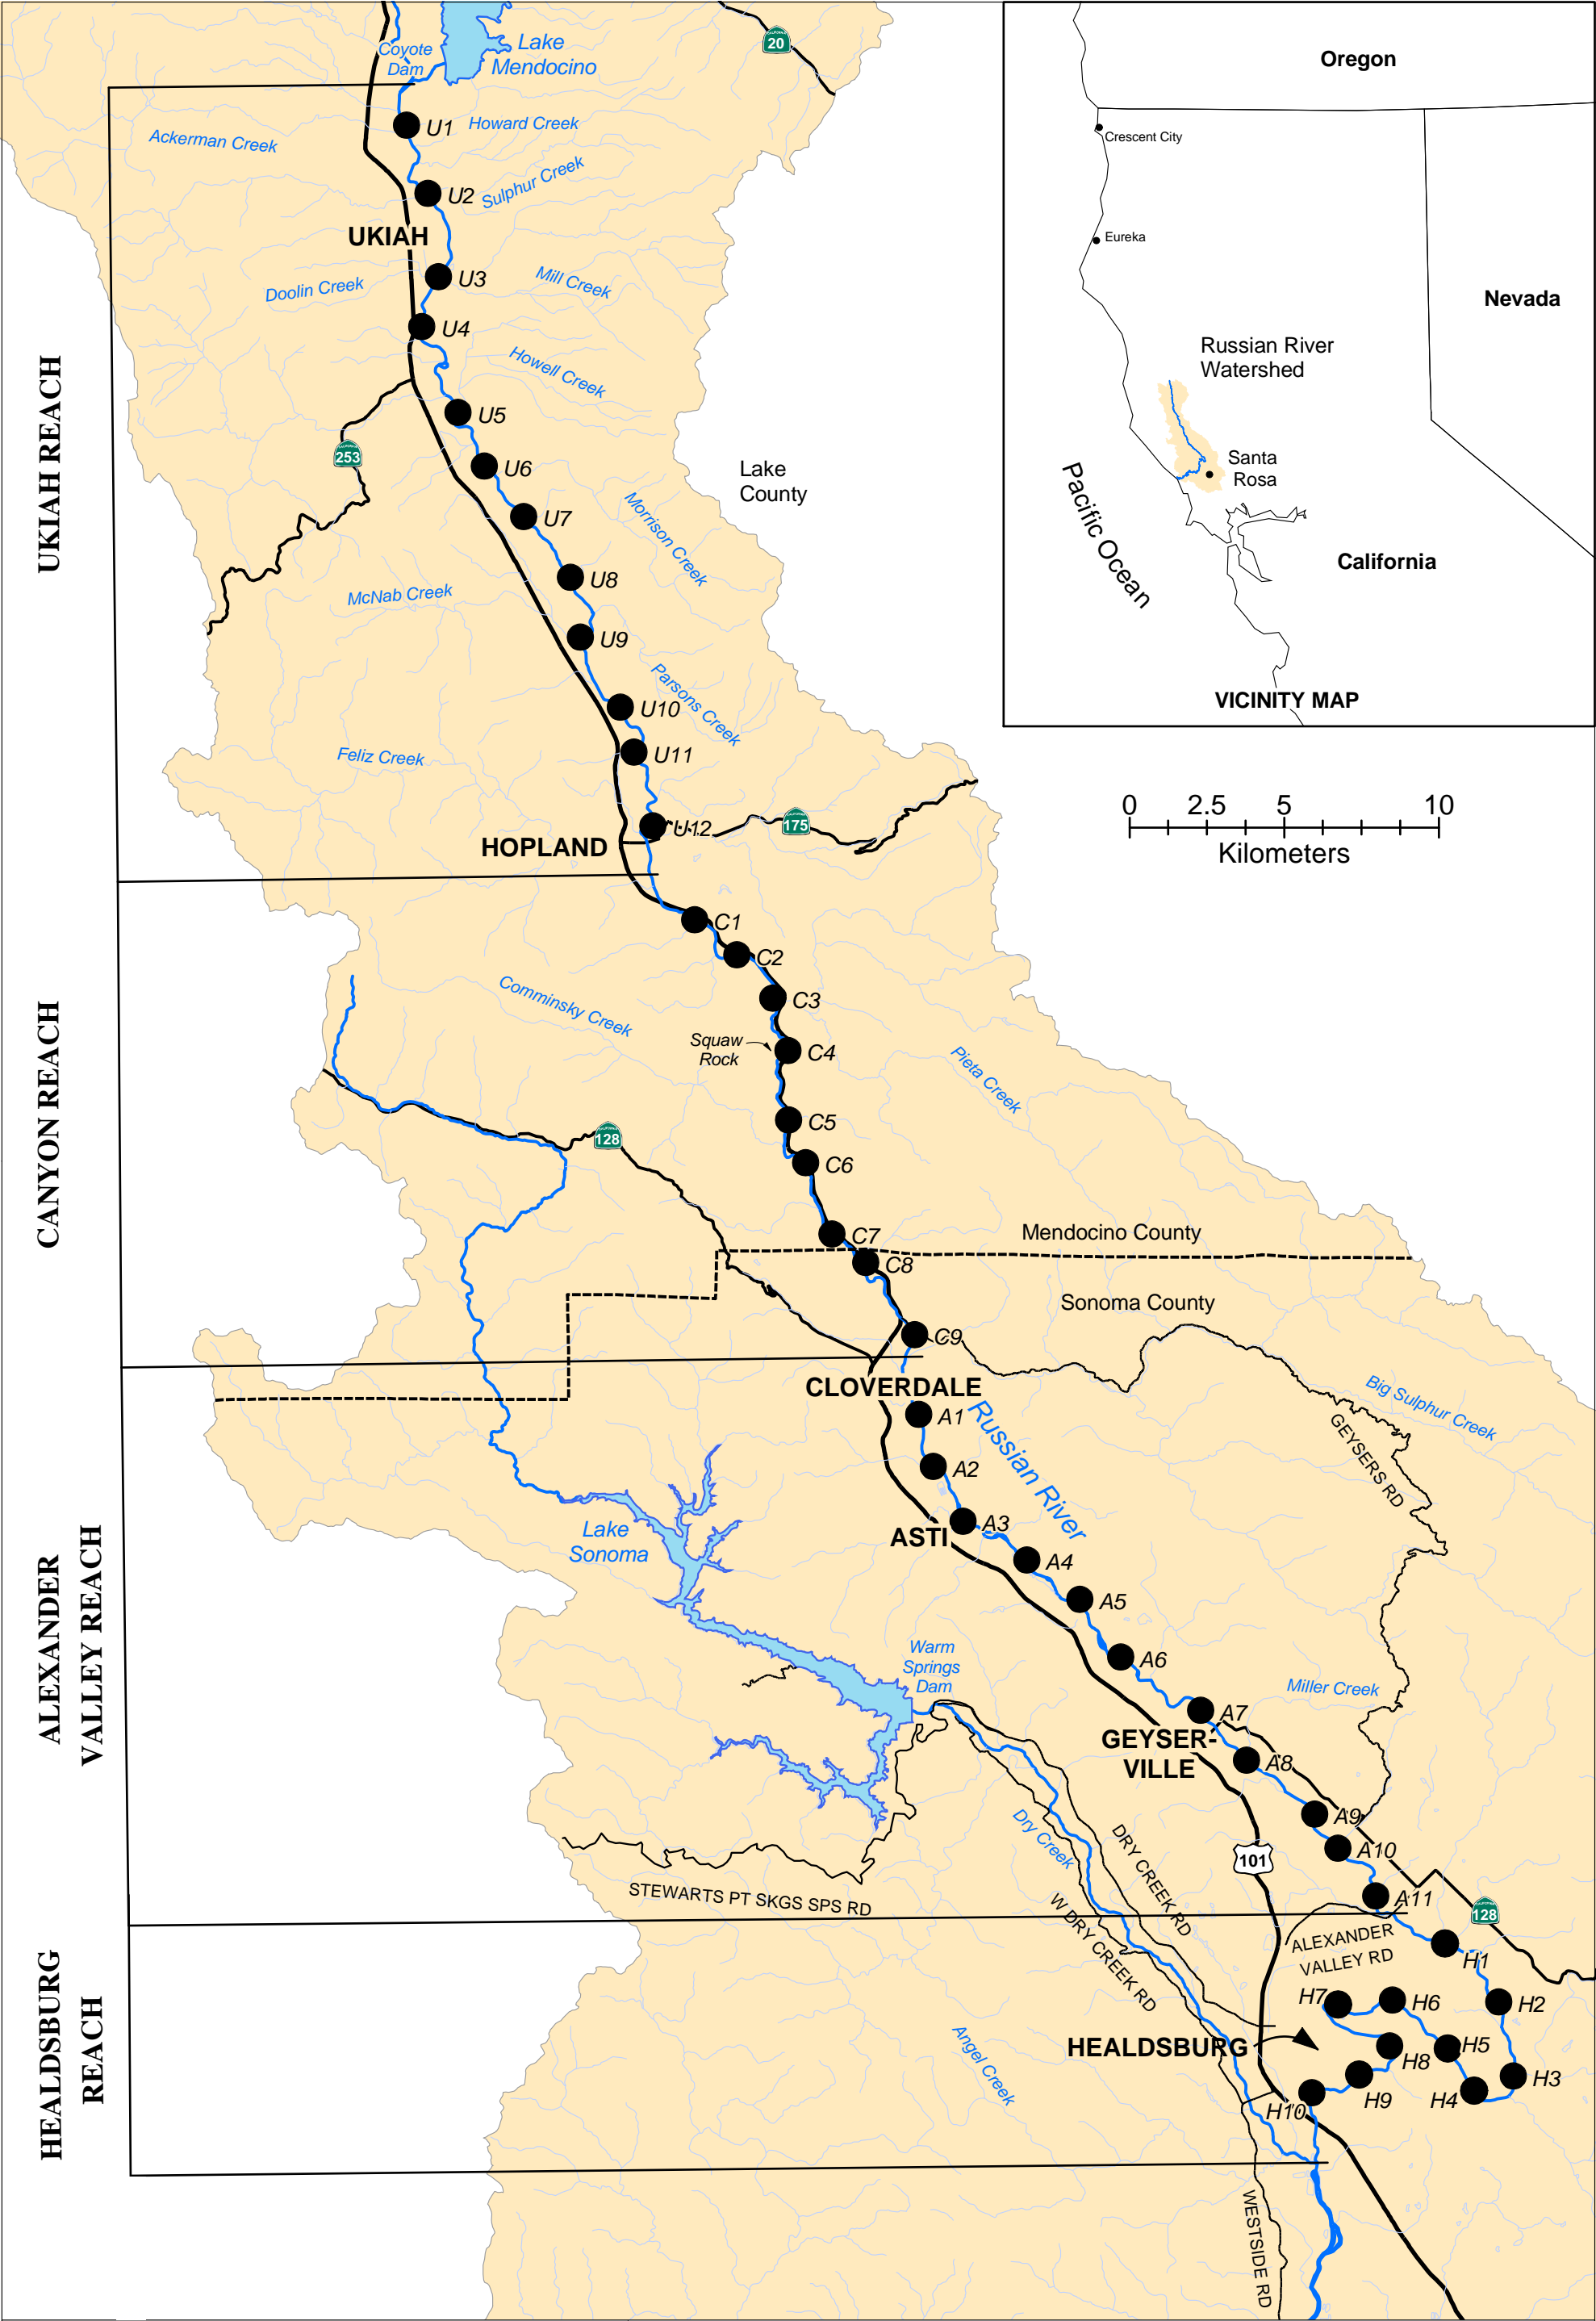 Coyote
Dam
Lake
Mendocino
CALIFORNIA
20
Oregon
Crescent City
Eureka
Nevada
Russian River
Watershed
Santa
Rosa
Pacific Ocean
California
VICINITY MAP
0 2.5 5 10
Kilometers
UKIAH REACH
Ackerman Creek
U1
Howard Creek
U2
Sulphur Creek
UKIAH
U3
Doolin Creek
Mill Creek
U4
Howell Creek
U5
253
U6
Lake
County
U7
Morrison Creek
U8
McNab Creek
U9
Parsons Creek
U10
U11
Feliz Creek
U12
175
HOPLAND
CANYON REACH
C1
C2
C3
Comminsky Creek
Squaw
Rock
C4
Pieta Creek
C5
128
C6
C7
Mendocino County
C8
Sonoma County
C9
ALEXANDER
VALLEY REACH
CLOVERDALE
A1
Russian River
Big Sulphur Creek
GEYSERS RD
A2
A3
ASTI
Lake
Sonoma
A4
A5
Warm
Springs
Dam
A6
Miller Creek
A7
GEYSER-
VILLE
A8
A9
Dry Creek
DRY CREEK RD
A10
101
STEWARTS PT SKGS SPS RD
A11
128
W DRY CREEK RD
ALEXANDER
VALLEY RD
HEALDSBURG
REACH
H1
H7
H6
H2
HEALDSBURG
H5
H8
H3
H4
H9
H10
Angel Creek
WESTSIDE RD